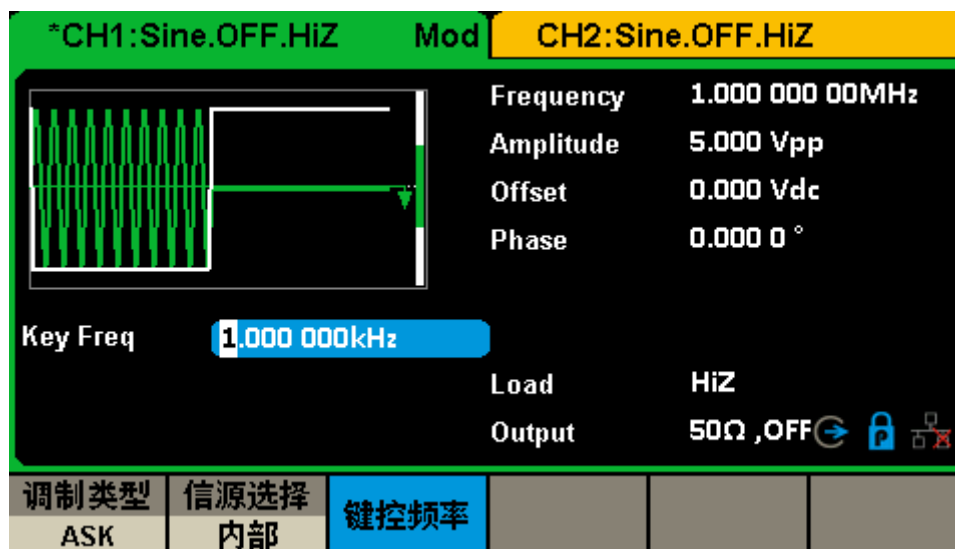 *CH1:Sine.OFF.HiZ Mod
CH2:Sine.OFF.HiZ
Frequency 1.000 000 00MHz
Amplitude 5.000 Vpp
Offset 0.000 Vdc
Phase 0.000 0 °
Key Freq 1.000 000kHz
Load HiZ
Output 50Ω ,OFF
调制类型 信源选择 键控频率
ASK 内部